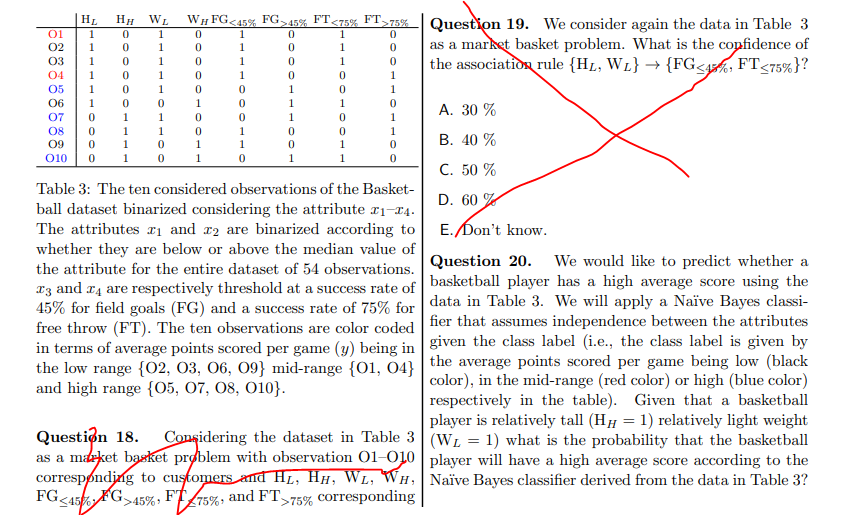 H_L H_H W_L W_H FG_<45% FG_>45% FT_<75% FT_>75%
O1 1 0 1 0 1 0 1 0
O2 1 0 1 0 1 0 1 0
O3 1 0 1 0 1 0 1 0
O4 1 0 1 0 1 0 0 1
O5 1 0 1 0 0 1 0 1
O6 1 0 0 1 0 1 1 0
O7 0 1 1 0 0 1 0 1
O8 0 1 1 0 1 0 0 1
O9 0 1 0 1 1 0 1 0
O10 0 1 0 1 0 1 1 0
Table 3: The ten considered observations of the Basket-
ball dataset binarized considering the attribute x1–x4.
The attributes x1 and x2 are binarized according to
whether they are below or above the median value of
the attribute for the entire dataset of 54 observations.
x3 and x4 are respectively threshold at a success rate of
45% for field goals (FG) and a success rate of 75% for
free throw (FT). The ten observations are color coded
in terms of average points scored per game (y) being in
the low range {O2, O3, O6, O9} mid-range {O1, O4}
and high range {O5, O7, O8, O10}.
Question 18. Considering the dataset in Table 3
as a market basket problem with observation O1–O10
corresponding to customers and H_L, H_H, W_L, W_H,
FG_≤45%, FG_>45%, FT_≤75%, and FT_>75% corresponding
Question 19. We consider again the data in Table 3
as a market basket problem. What is the confidence of
the association rule {H_L, W_L} → {FG_≤45%, FT_≤75%}?
A. 30 %
B. 40 %
C. 50 %
D. 60 %
E. Don't know.
Question 20. We would like to predict whether a
basketball player has a high average score using the
data in Table 3. We will apply a Naïve Bayes classi-
fier that assumes independence between the attributes
given the class label (i.e., the class label is given by
the average points scored per game being low (black
color), in the mid-range (red color) or high (blue color)
respectively in the table). Given that a basketball
player is relatively tall (H_H = 1) relatively light weight
(W_L = 1) what is the probability that the basketball
player will have a high average score according to the
Naïve Bayes classifier derived from the data in Table 3?